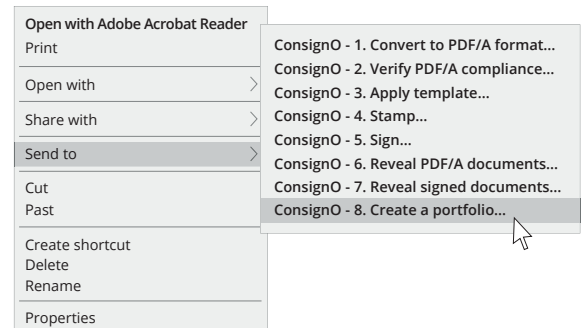 Open with Adobe Acrobat Reader
Print
Open with
Share with
Send to
Cut
Past
Create shortcut
Delete
Rename
Properties
ConsignO - 1. Convert to PDF/A format...
ConsignO - 2. Verify PDF/A compliance...
ConsignO - 3. Apply template...
ConsignO - 4. Stamp...
ConsignO - 5. Sign...
ConsignO - 6. Reveal PDF/A documents...
ConsignO - 7. Reveal signed documents...
ConsignO - 8. Create a portfolio...